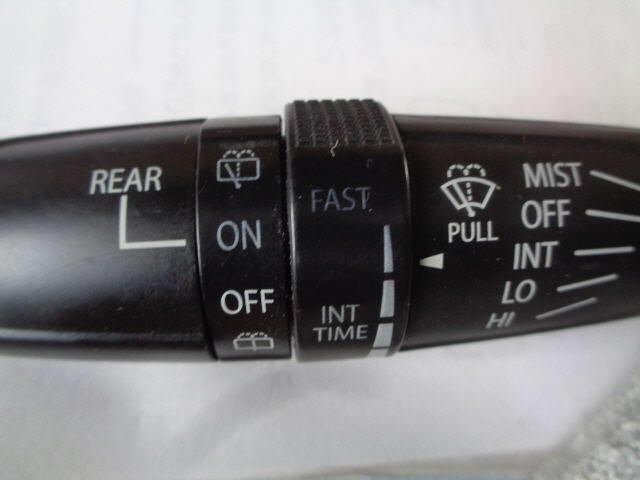 REAR
ON
OFF
FAST
INT
TIME
PULL
MIST
OFF
INT
LO
HI